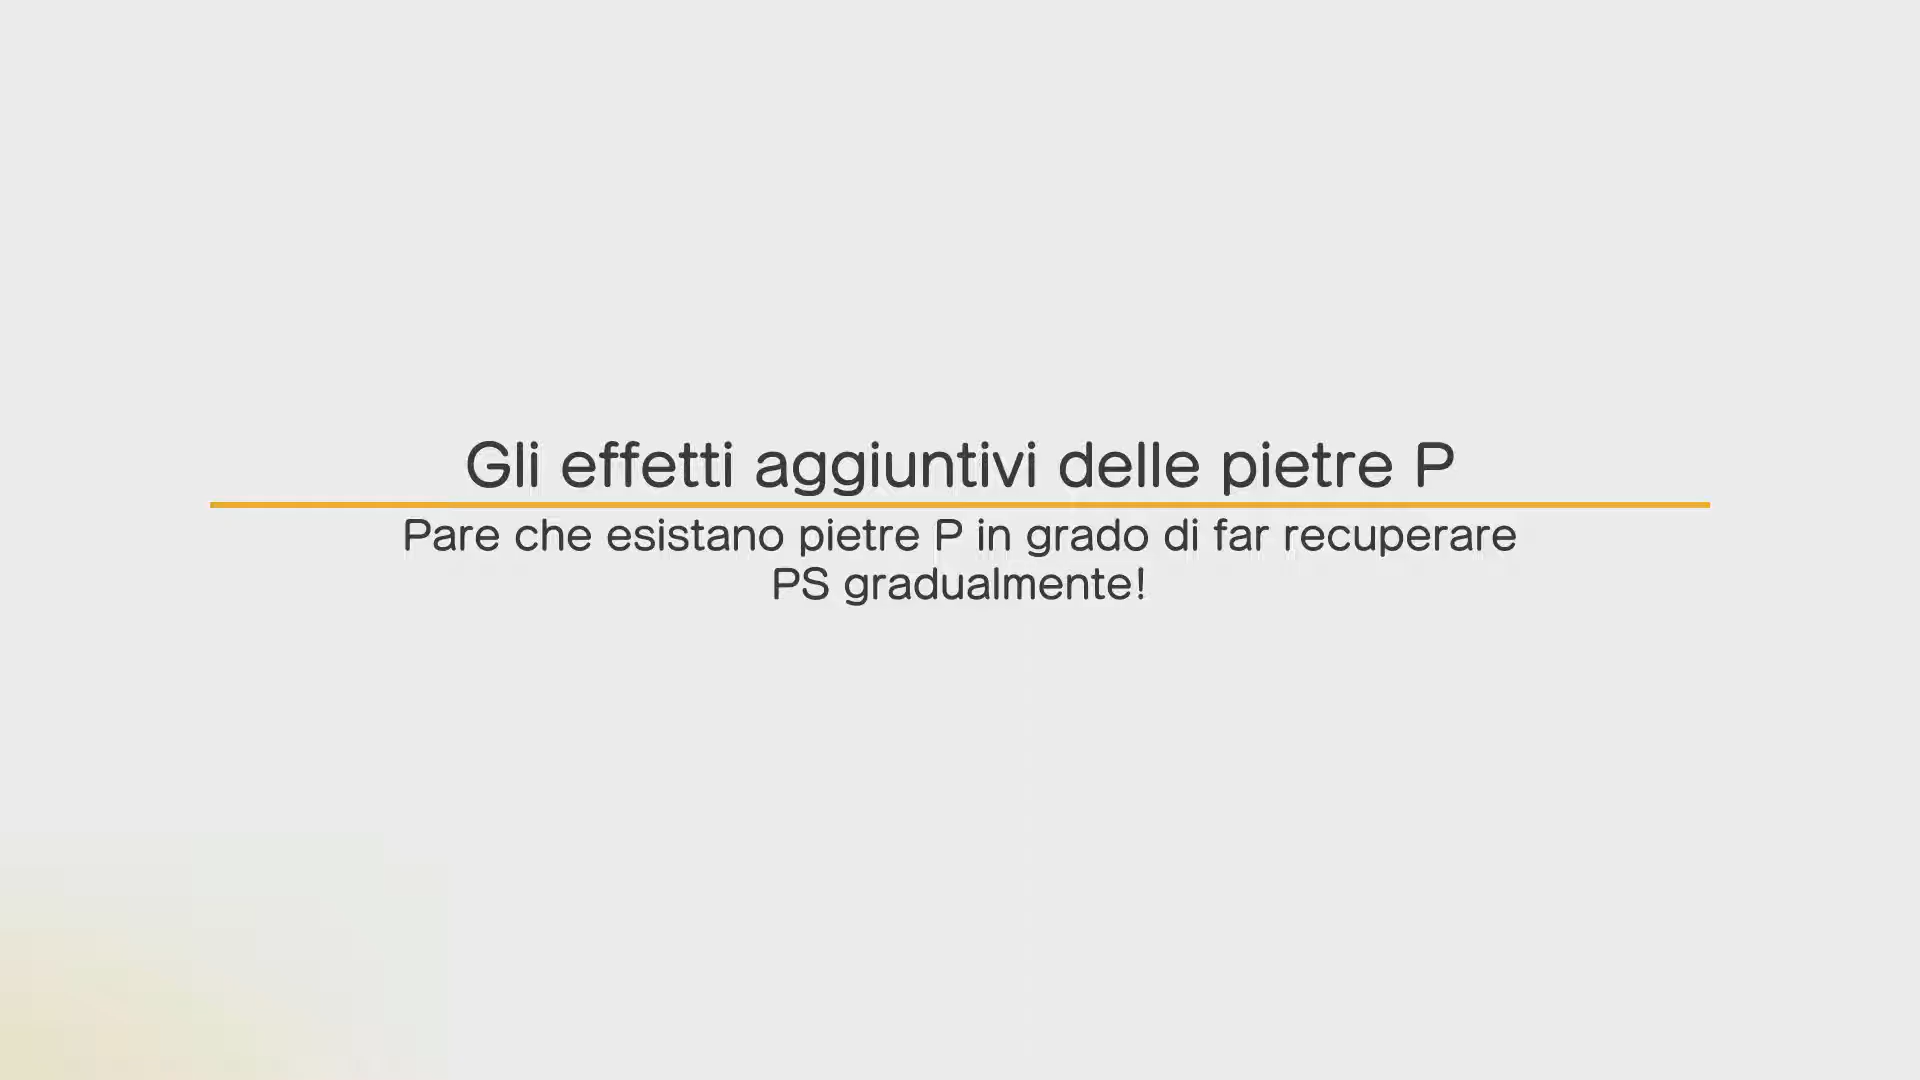 Gli effetti aggiuntivi delle pietre P
Pare che esistano pietre P in grado di far recuperare
PS gradualmente!